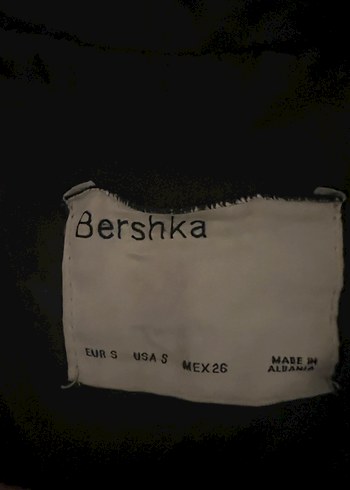 Bershka
EUR S USA S MEX 26
MADE IN
ALBANIA